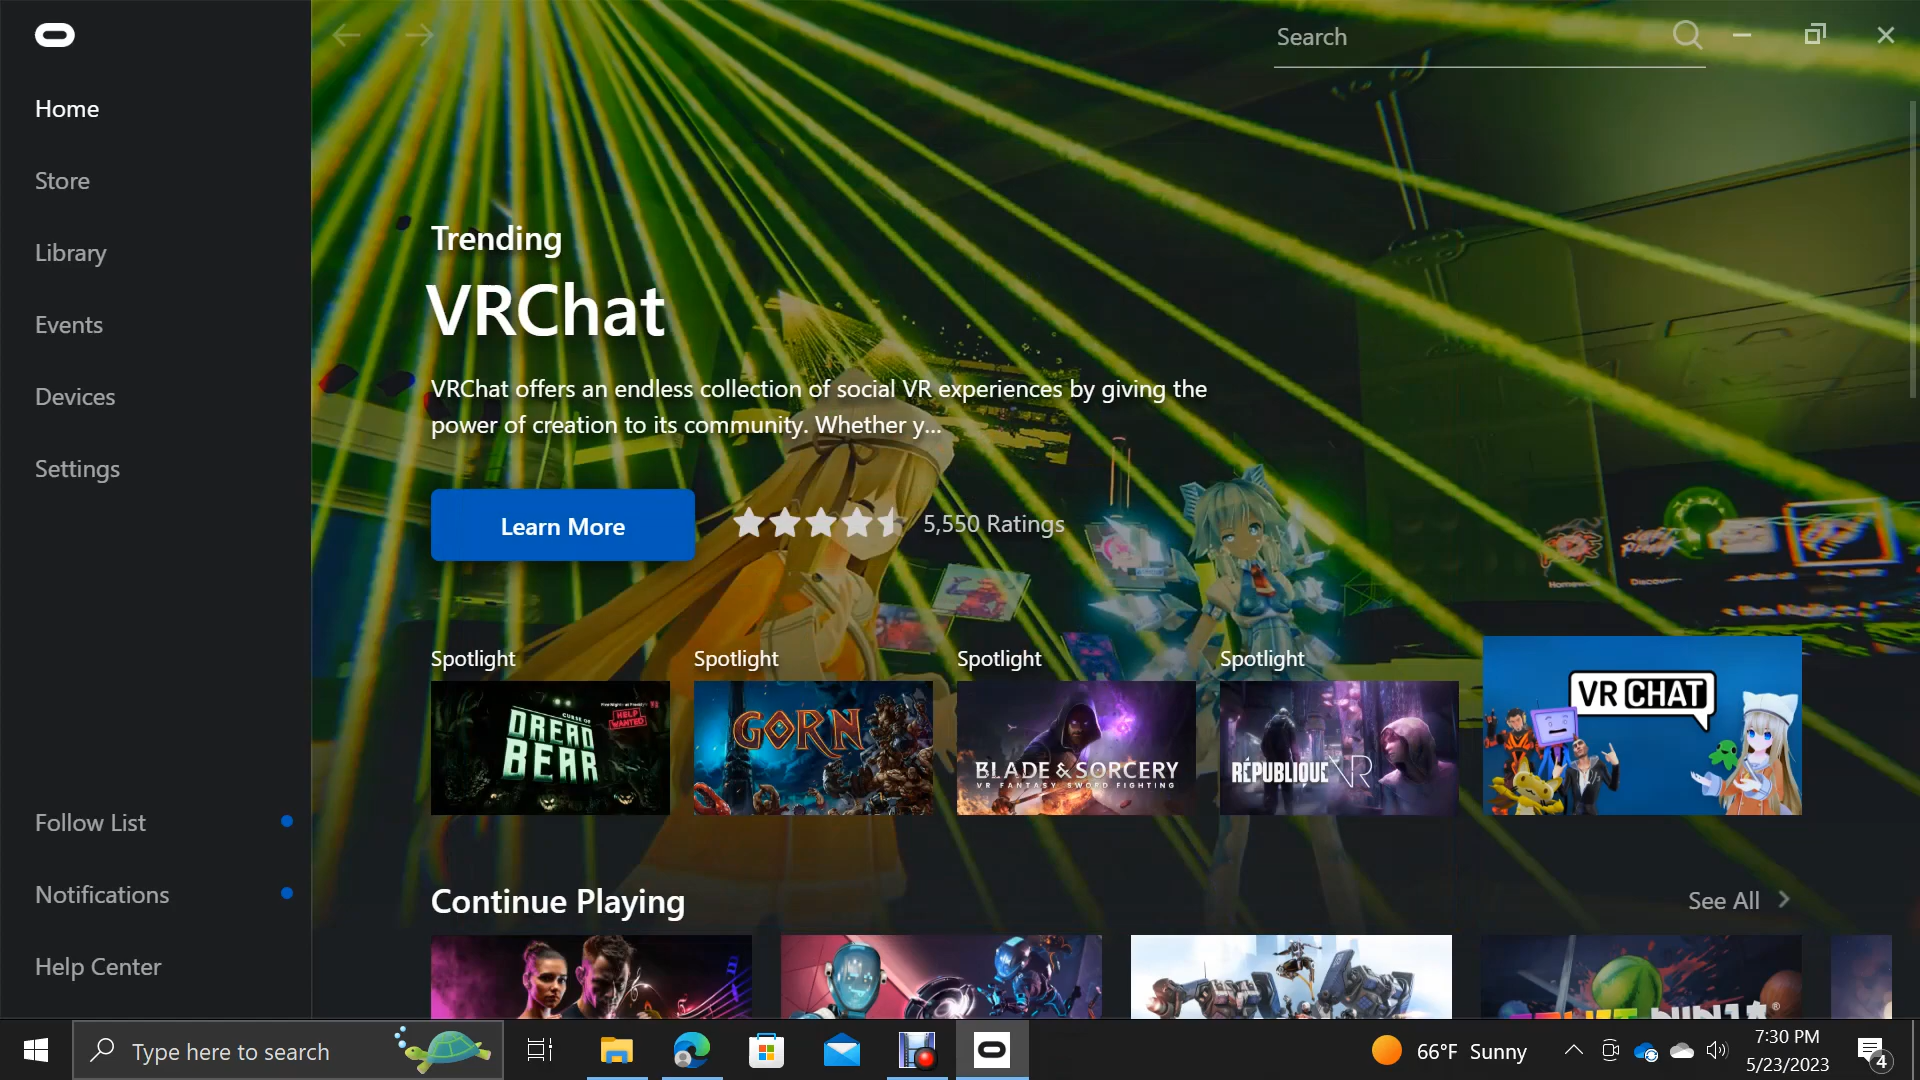 Search
Home
Store
Library
Events
Devices
Settings
Follow List
Notifications
Help Center
Trending
VRChat
VRChat offers an endless collection of social VR experiences by giving the
power of creation to its community. Whether y...
Learn More
5,550 Ratings
Spotlight
Spotlight
Spotlight
Spotlight
CURSE OF
DREAD
BEAR
HELP
WANTED
GORN
BLADE & SORCERY
VR FANTASY SWORD FIGHTING
RÉPUBLIQUE VR
VR CHAT
Continue Playing
See All
Type here to search
66°F Sunny
7:30 PM
5/23/2023
4